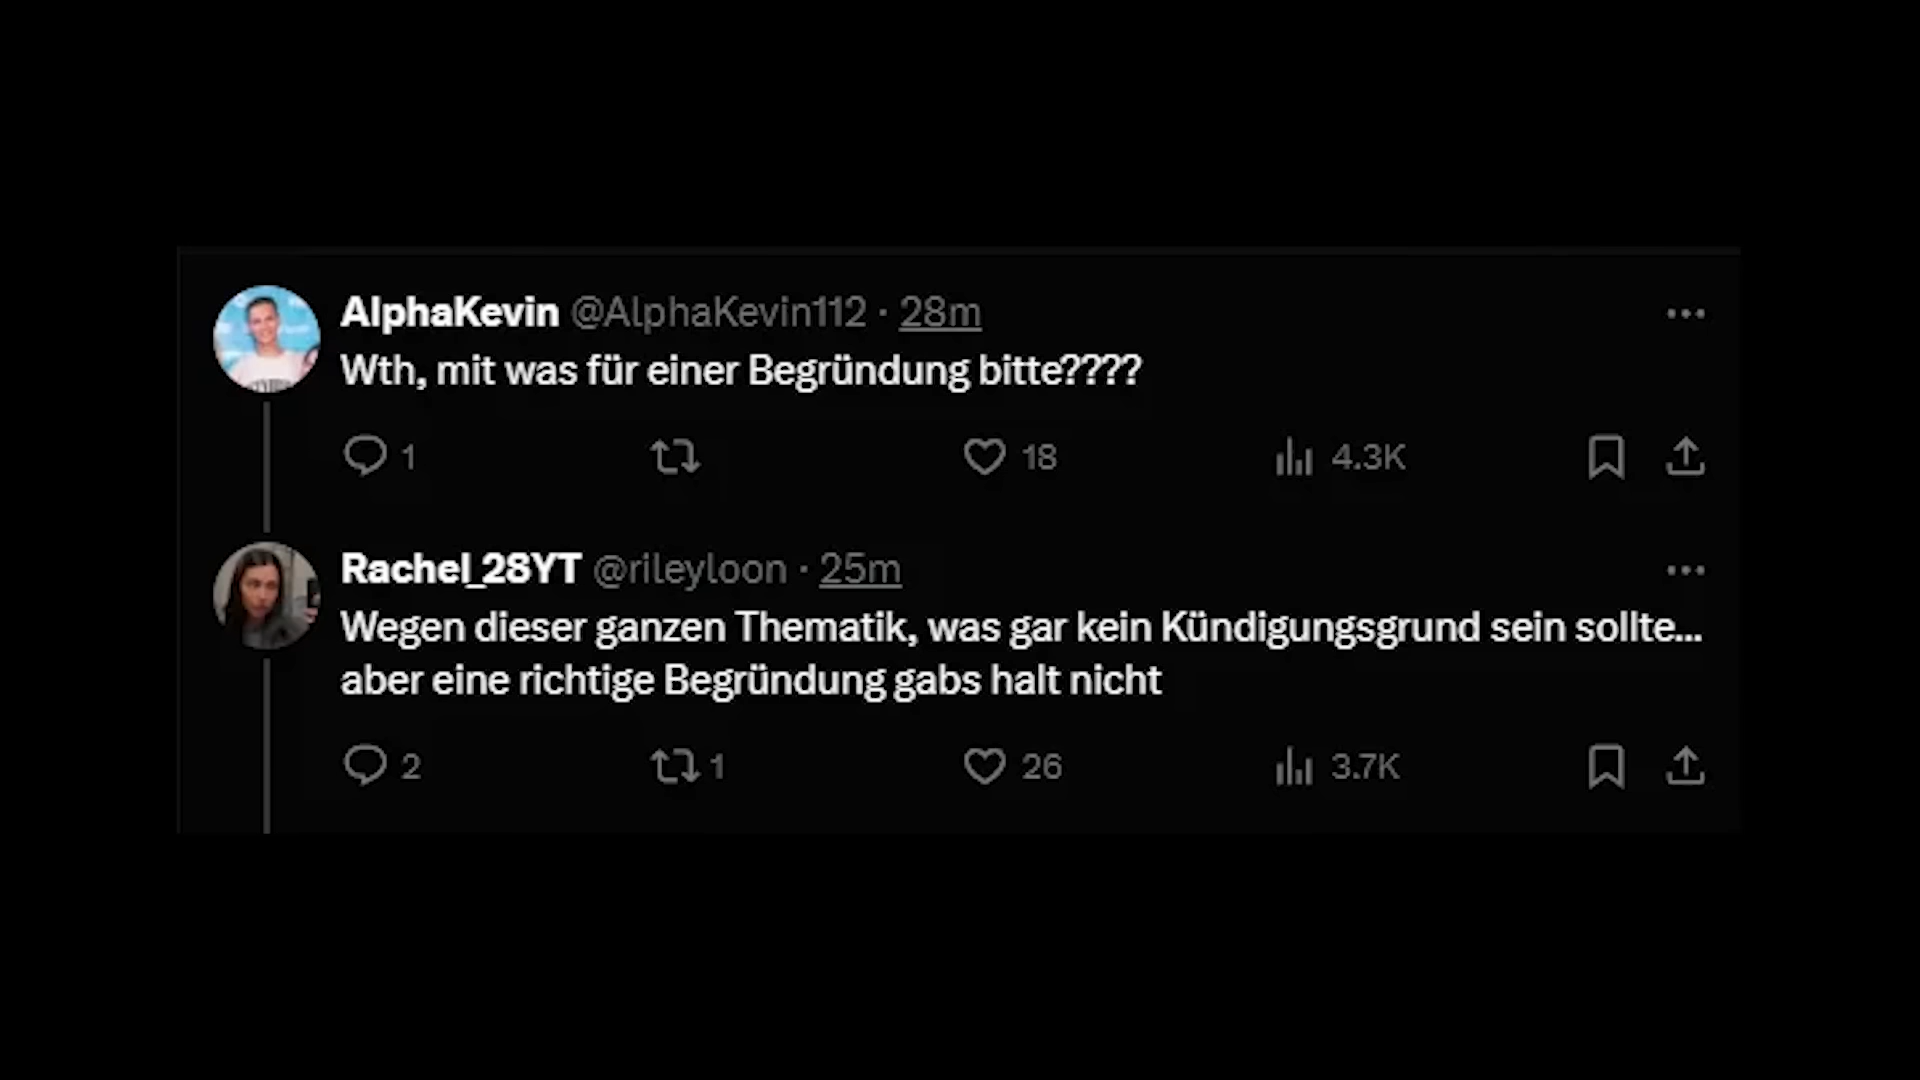 AlphaKevin @AlphaKevin112 · 28m
Wth, mit was für einer Begründung bitte????
1 18 4.3K
Rachel_28YT @rileyloon · 25m
Wegen dieser ganzen Thematik, was gar kein Kündigungsgrund sein sollte...
aber eine richtige Begründung gabs halt nicht
2 1 26 3.7K